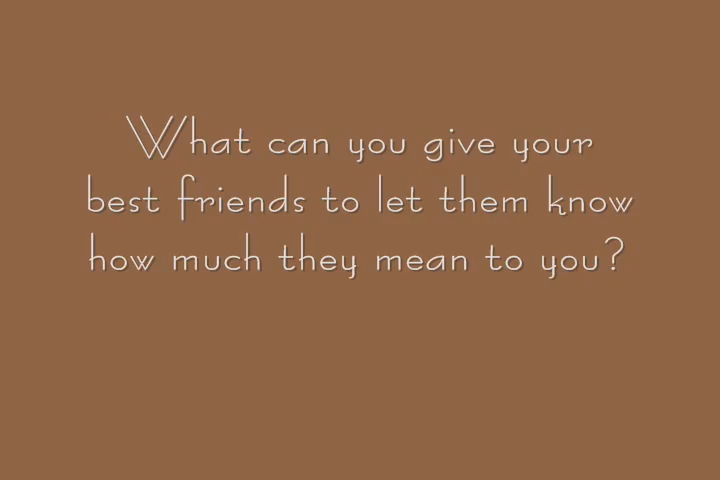 What can you give your
best friends to let them know
how much they mean to you?